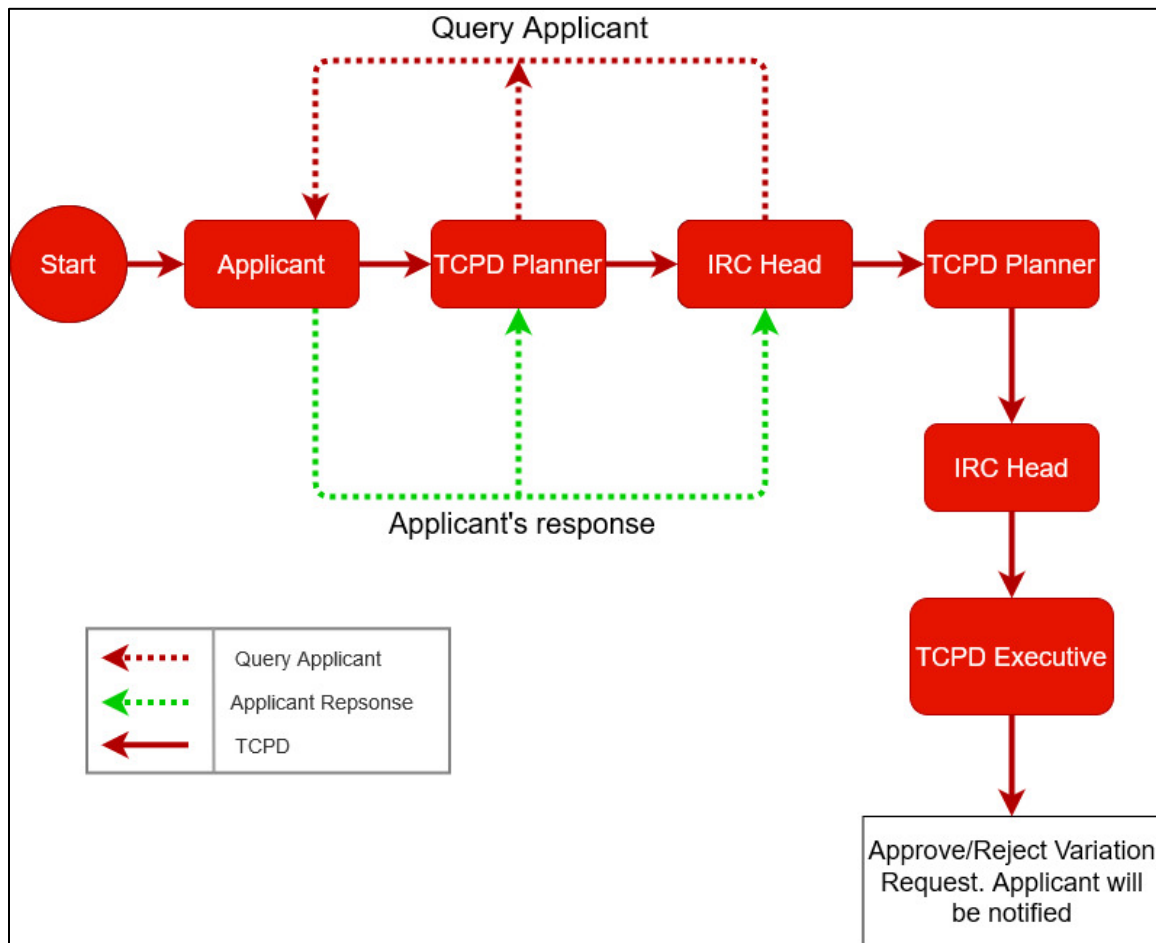 Query Applicant
Start
Applicant
TCPD Planner
IRC Head
TCPD Planner
IRC Head
Applicant's response
TCPD Executive
Query Applicant
Applicant Repsonse
TCPD
Approve/Reject Variation
Request. Applicant will
be notified